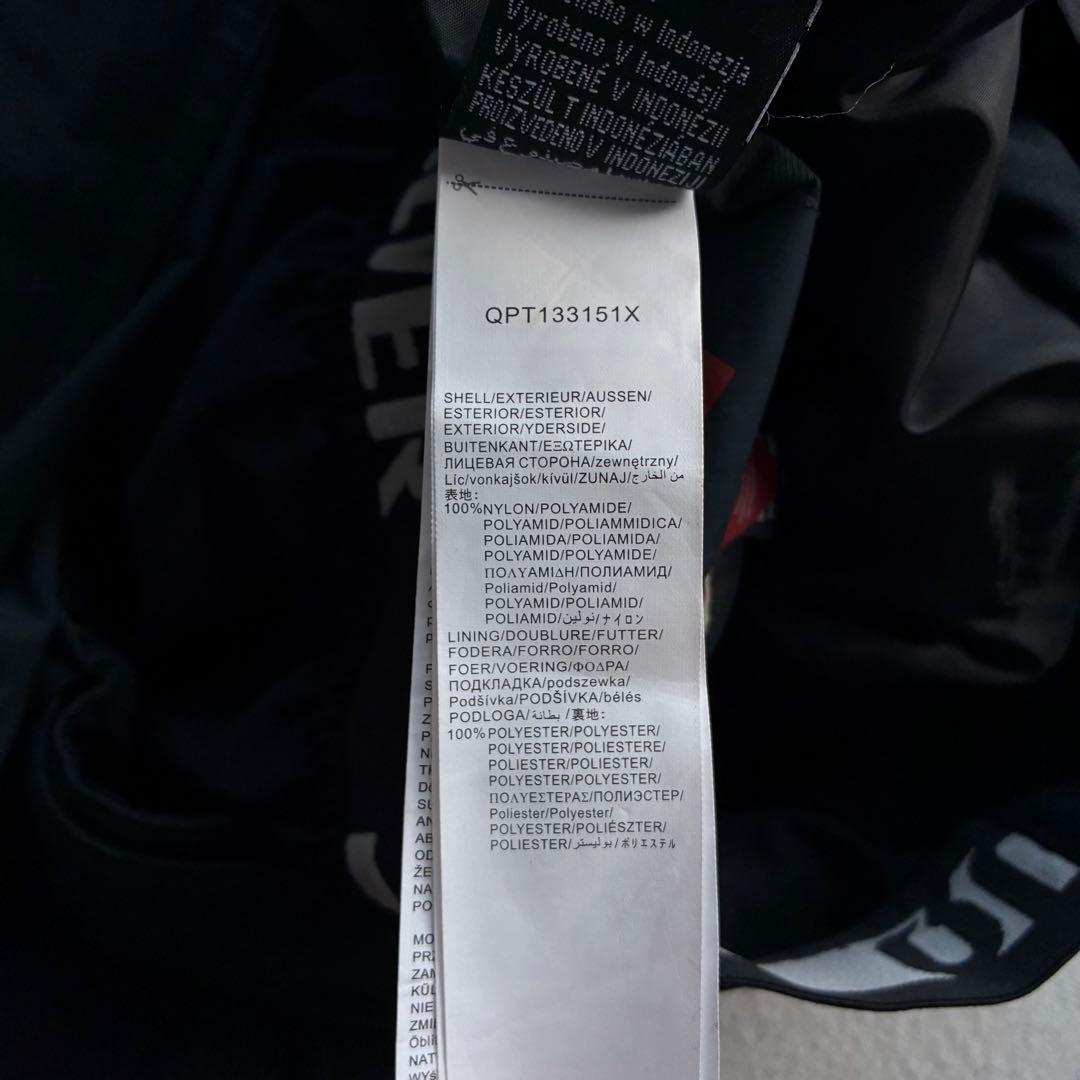 w Indonezja
Vyrobeno V Indonésii
VYROBENÉ V INDONÉZII
KÉSZÜLT INDONÉZIÁBAN
PROIZVEDENO V INDONEZIJI
QPT133151X
SHELL/EXTERIEUR/AUSSEN/
ESTERIOR/ESTERIOR/
EXTERIOR/YDERSIDE/
BUITENKANT/ΕΞΩΤΕΡΙΚΑ/
ЛИЦЕВАЯ СТОРОНА/zewnętrzny/
Líc/vonkajšok/kívül/ZUNAJ/من الخارج/
表地:
100%NYLON/POLYAMIDE/
POLYAMID/POLIAMMIDICA/
POLIAMIDA/POLIAMIDA/
POLYAMID/POLYAMIDE/
ΠΟΛΥΑΜΙΔΗ/ПОЛИАМИД/
Poliamid/Polyamid/
POLYAMID/POLIAMID/
POLIAMID/نولين/ナイロン
LINING/DOUBLURE/FUTTER/
FODERA/FORRO/FORRO/
FOER/VOERING/ΦΟΔΡΑ/
ПОДКЛАДКА/podszewka/
Podšívka/PODŠÍVKA/bélés
PODLOGA/بطانة/裏地:
100%POLYESTER/POLYESTER/
POLYESTER/POLIESTERE/
POLIESTER/POLIESTER/
POLYESTER/POLYESTER/
ΠΟΛΥΕΣΤΕΡΑΣ/ПОЛИЭСТЕР/
Poliester/Polyester/
POLYESTER/POLIÉSZTER/
POLIESTER/بوليستر/ポリエステル